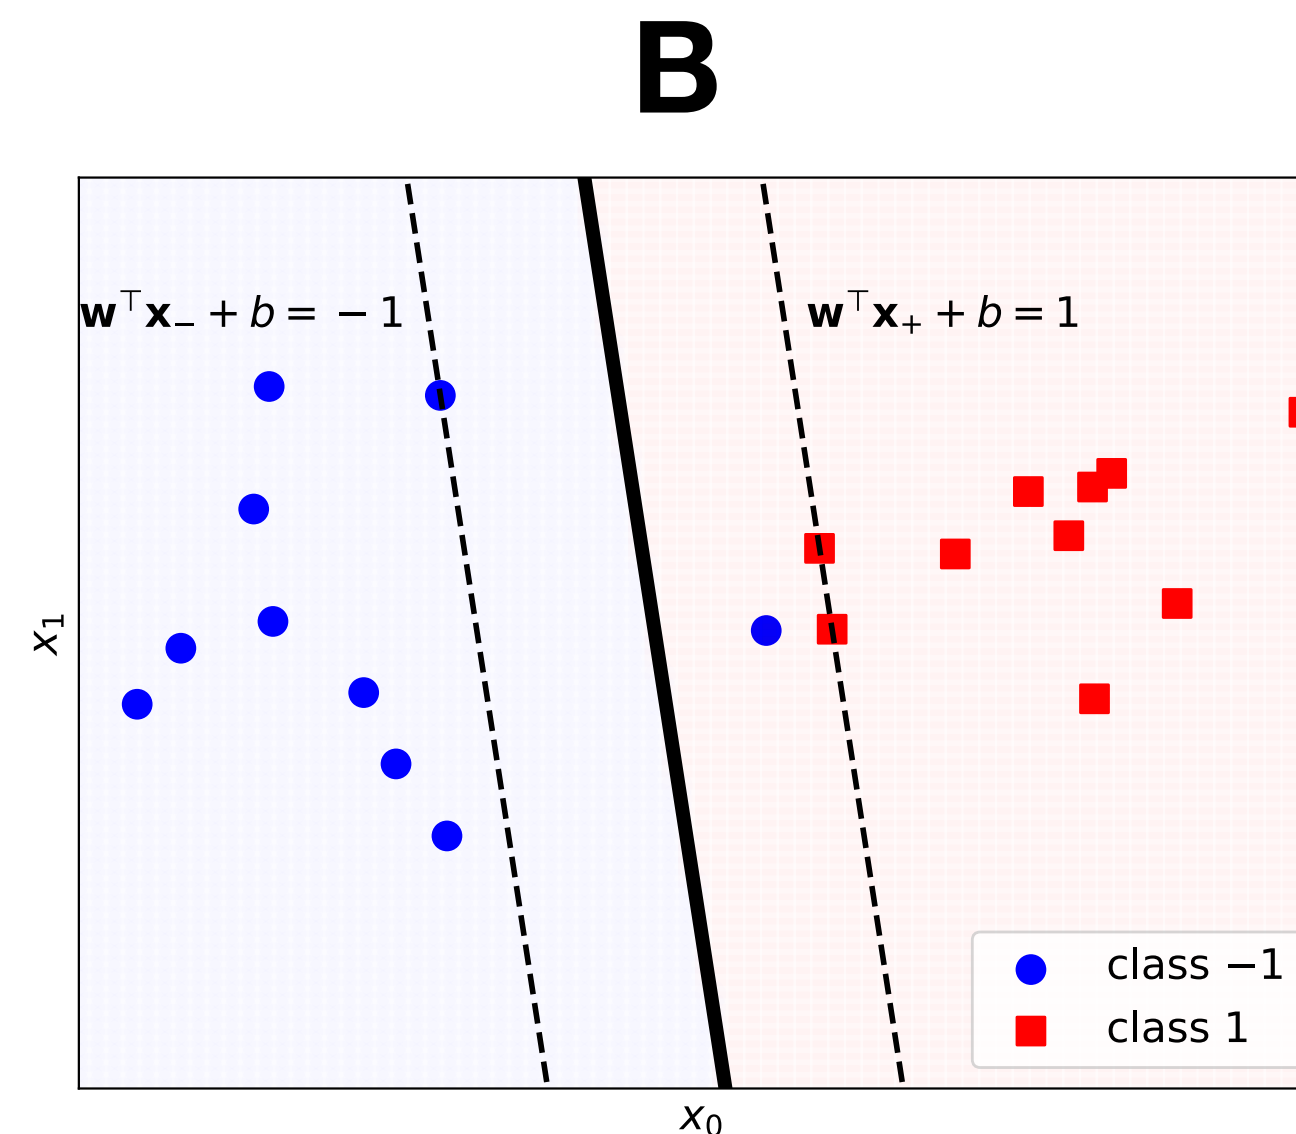 B
w⊤x₋ + b = − 1
w⊤x₊ + b = 1
x₁
class −1
class 1
x₀